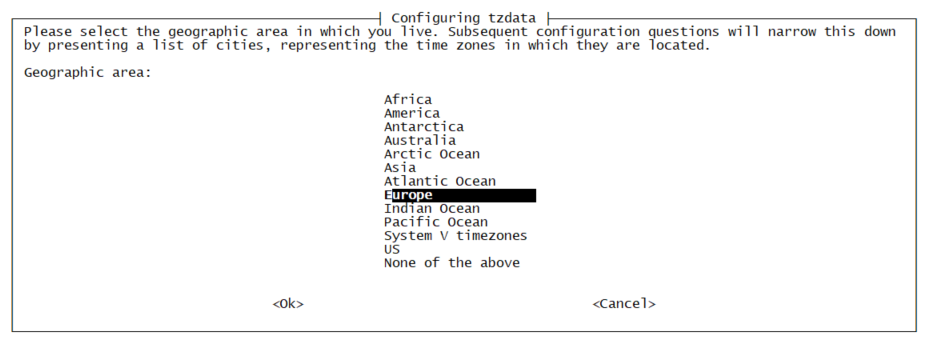 Configuring tzdata
Please select the geographic area in which you live. Subsequent configuration questions will narrow this down
by presenting a list of cities, representing the time zones in which they are located.
Geographic area:
Africa
America
Antarctica
Australia
Arctic Ocean
Asia
Atlantic Ocean
Europe
Indian Ocean
Pacific Ocean
System V timezones
US
None of the above
<Ok> <Cancel>